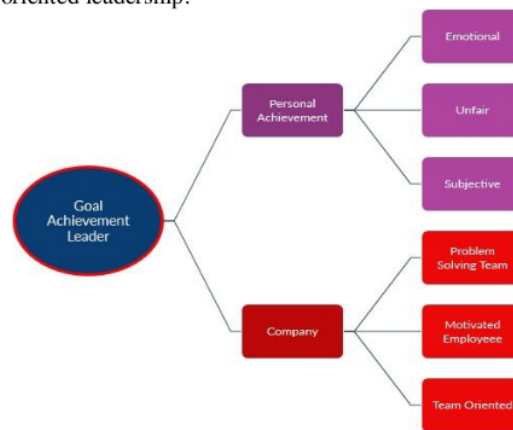 oriented leadership?
Emotional
Personal
Achievement
Unfair
Subjective
Goal
Achievement
Leader
Problem
Solving Team
Company
Motivated
Employeee
Team Oriented